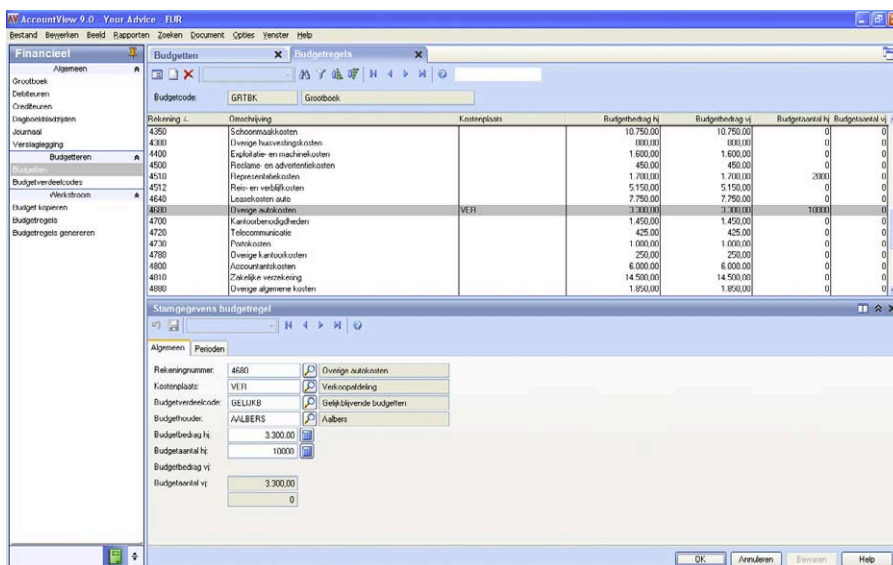 AccountView 9.0 - Your Advice - EUR
Bestand Bewerken Beeld Rapporten Zoeken Document Opties Venster Help
Financieel
Budgetten
Budgetregels
Algemeen
Grootboek
Debiteuren
Crediteuren
Dagboekbladzijden
Journaal
Verslaglegging
Budgetteren
Budgetten
Budgetverdeelcodes
Werkstroom
Budget kopieren
Budgetregels
Budgetregels genereren
Budgetcode: GRTBK Grootboek
Rekening Omschrijving Kostenplaats Budgetbedrag hj Budgetbedrag vj Budgetaantal hj Budgetaantal vj
4350 Schoonmaakkosten 10.750,00 10.750,00 0 0
4380 Overige huisvestingskosten 800,00 800,00 0 0
4400 Exploitatie- en machinekosten 1.600,00 1.600,00 0 0
4500 Reclame- en advertentiekosten 450,00 450,00 0 0
4510 Representatiekosten 1.700,00 1.700,00 2000 0
4512 Reis- en verblijfkosten 5.150,00 5.150,00 0 0
4640 Leasekosten auto 7.750,00 7.750,00 0 0
4680 Overige autokosten VER 3.300,00 3.300,00 10000 0
4700 Kantoorbenodigdheden 1.450,00 1.450,00 0 0
4720 Telecommunicatie 425,00 425,00 0 0
4730 Portokosten 1.000,00 1.000,00 0 0
4780 Overige kantoorkosten 250,00 250,00 0 0
4800 Accountantskosten 6.000,00 6.000,00 0 0
4810 Zakelijke verzekering 14.500,00 14.500,00 0 0
4880 Overige algemene kosten 1.850,00 1.850,00 0 0
Stamgegevens budgetregel
Algemeen Perioden
Rekeningnummer: 4680 Overige autokosten
Kostenplaats: VER Verkoopafdeling
Budgetverdeelcode: GELIJKB Gelijkblijvende budgetten
Budgethouder: AALBERS Aalbers
Budgetbedrag hj: 3.300,00
Budgetaantal hj: 10000
Budgetbedrag vj:
Budgetaantal vj: 3.300,00
0
OK Annuleren Bewaren Help